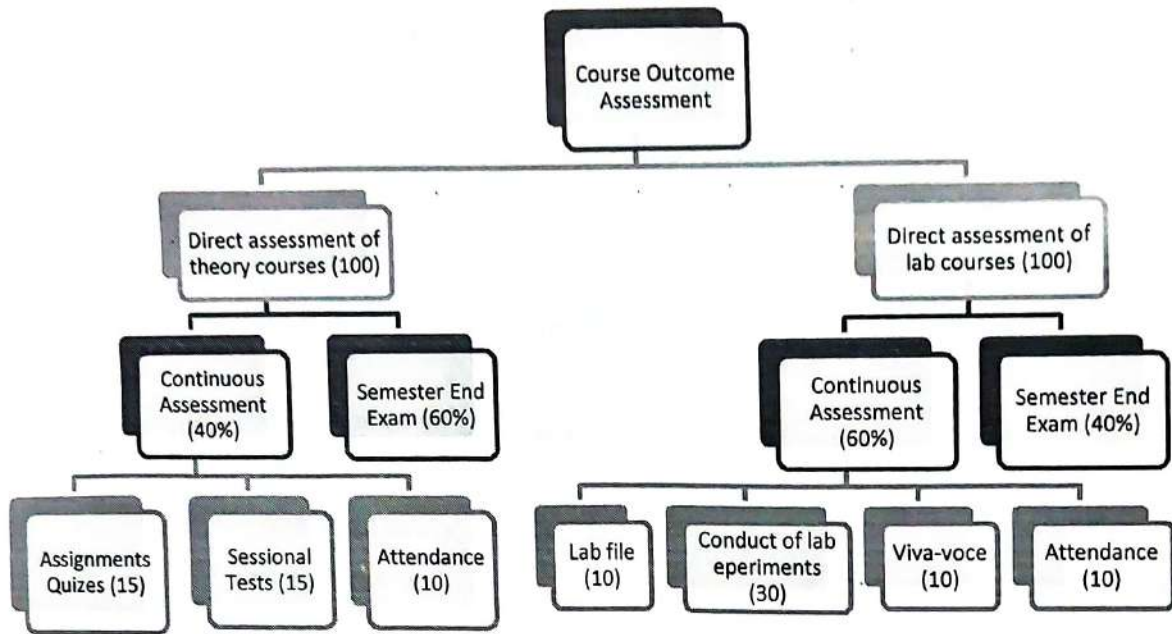 Course Outcome
Assessment
Direct assessment of
theory courses (100)
Direct assessment of
lab courses (100)
Continuous
Assessment
(40%)
Semester End
Exam (60%)
Continuous
Assessment
(60%)
Semester End
Exam (40%)
Assignments
Quizes (15)
Sessional
Tests (15)
Attendance
(10)
Lab file
(10)
Conduct of lab
eperiments
(30)
Viva-voce
(10)
Attendance
(10)